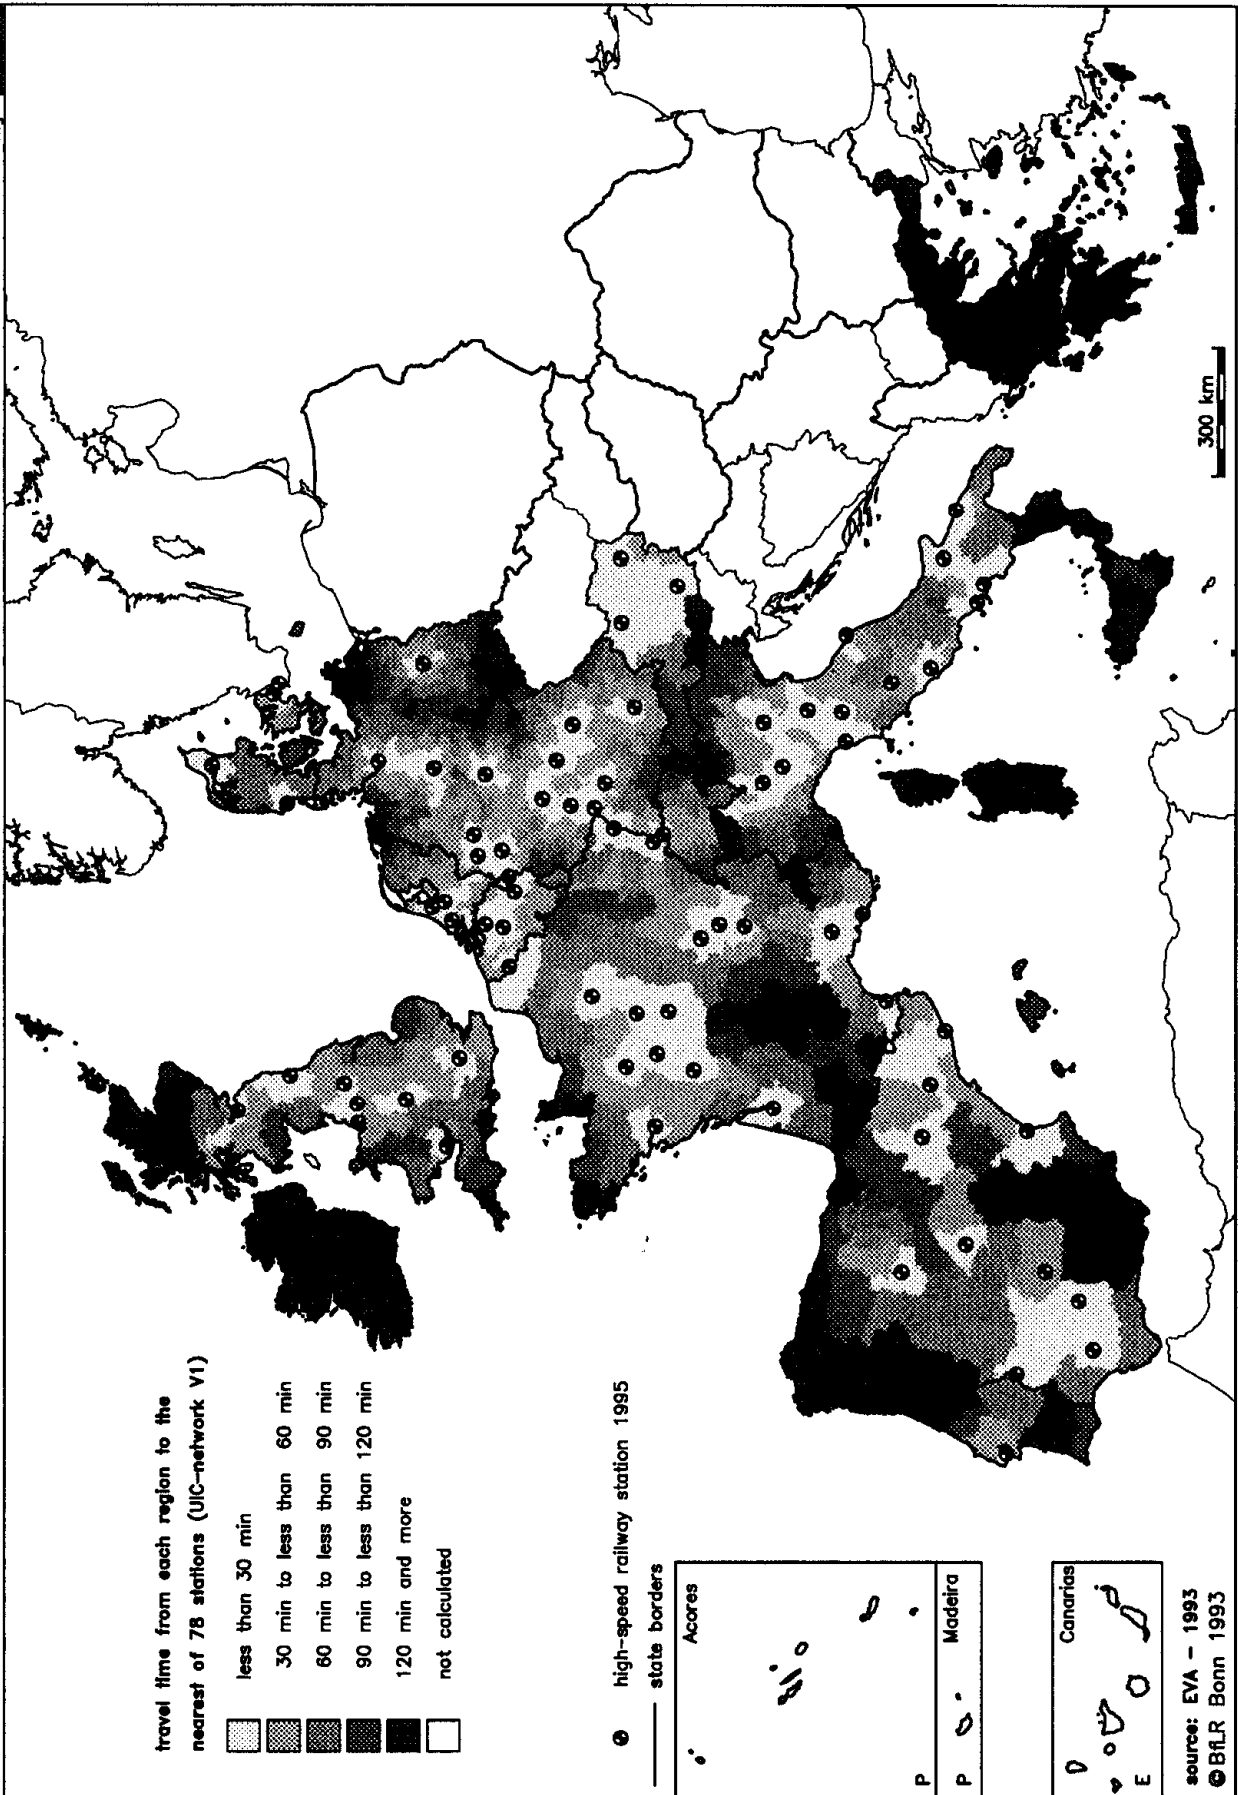 travel time from each region to the
nearest of 78 stations (UIC-network V1)
less than 30 min
30 min to less than 60 min
60 min to less than 90 min
90 min to less than 120 min
120 min and more
not calculated
high-speed railway station 1995
state borders
Acores
P
Madeira
P
Canarias
E
source: EVA - 1993
© BfLR Bonn 1993
300 km